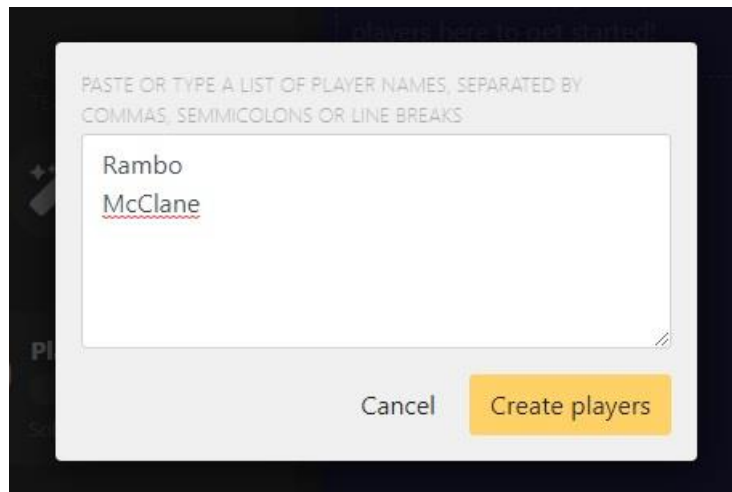 players here to get started!
PASTE OR TYPE A LIST OF PLAYER NAMES, SEPARATED BY
COMMAS, SEMMICOLONS OR LINE BREAKS
Rambo
McClane
Pl
Cancel
Create players